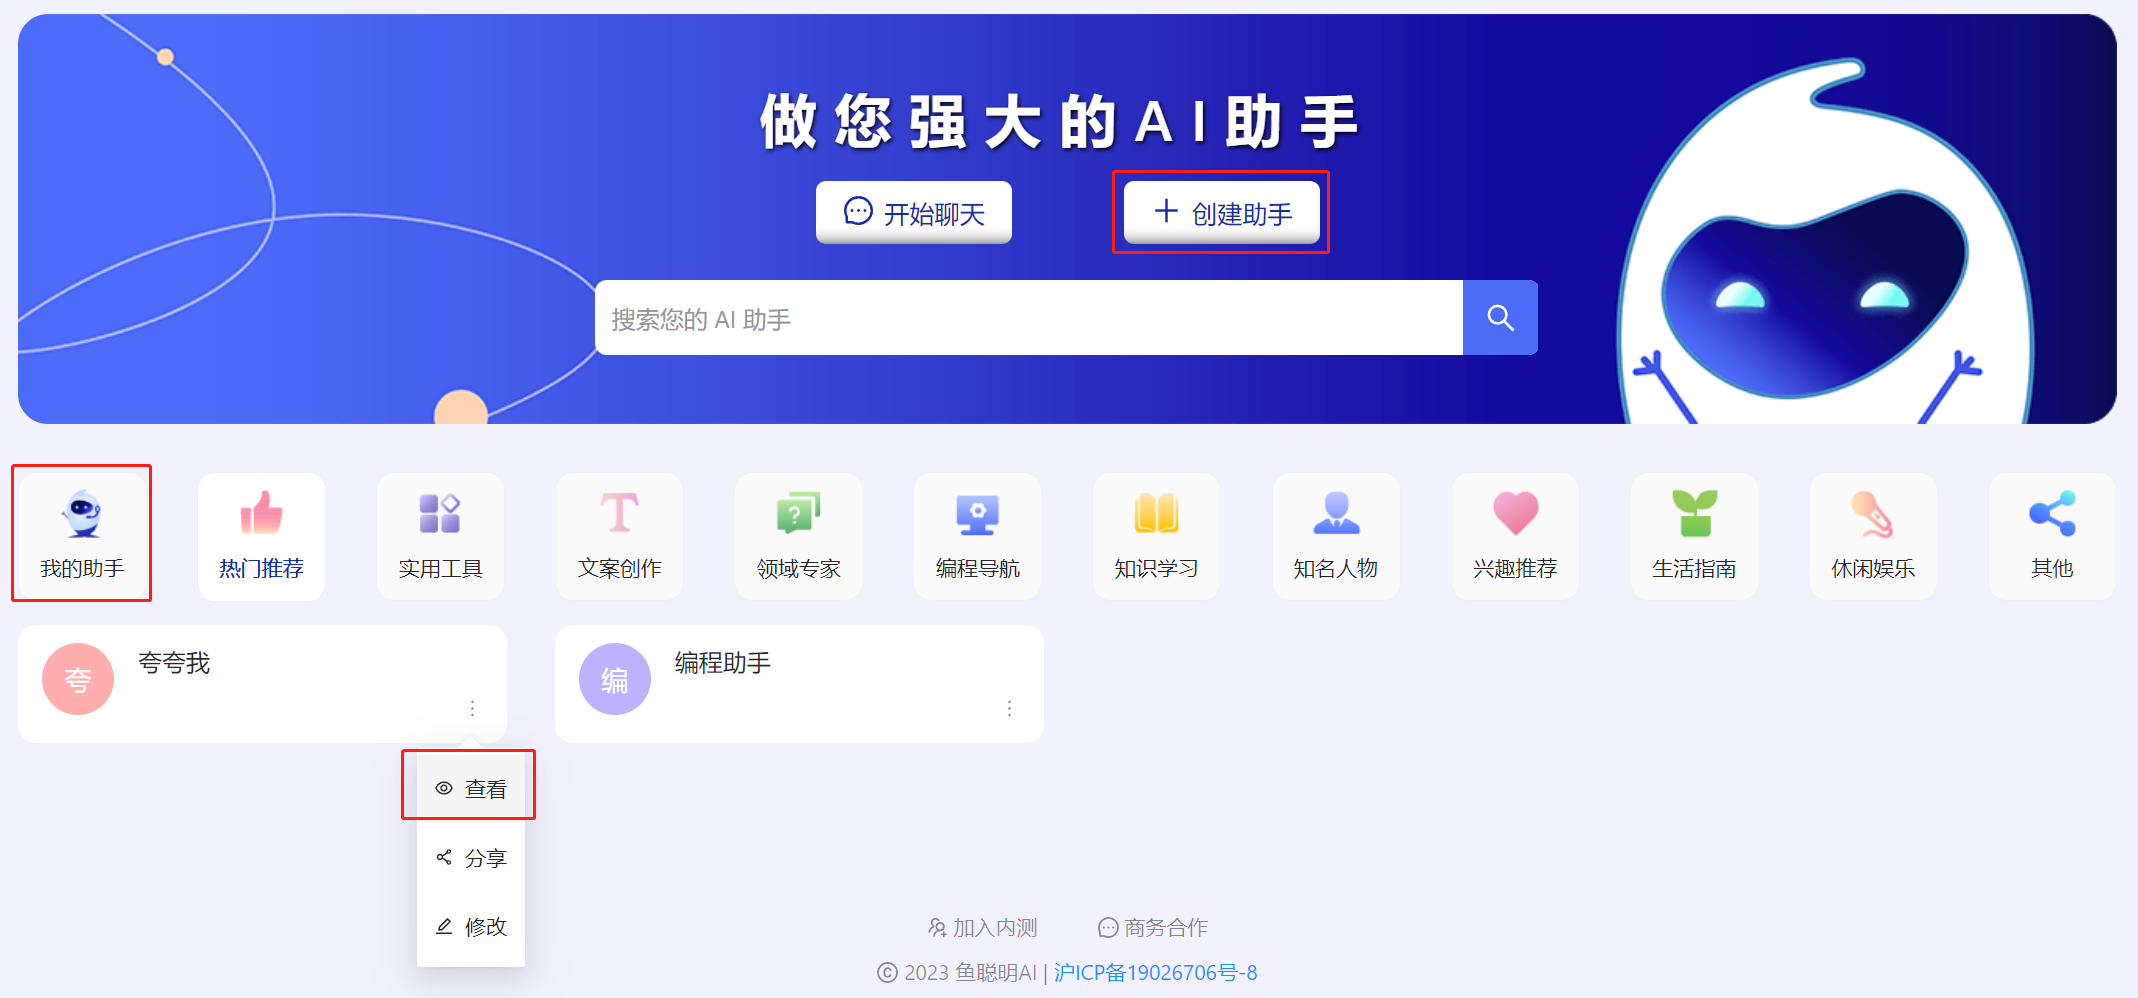 做您强大的AI助手
开始聊天
创建助手
搜索您的 AI 助手
我的助手
热门推荐
实用工具
文案创作
领域专家
编程导航
知识学习
知名人物
兴趣推荐
生活指南
休闲娱乐
其他
夸
夸夸我
编
编程助手
查看
分享
修改
加入内测
商务合作
© 2023 鱼聪明AI | 沪ICP备19026706号-8